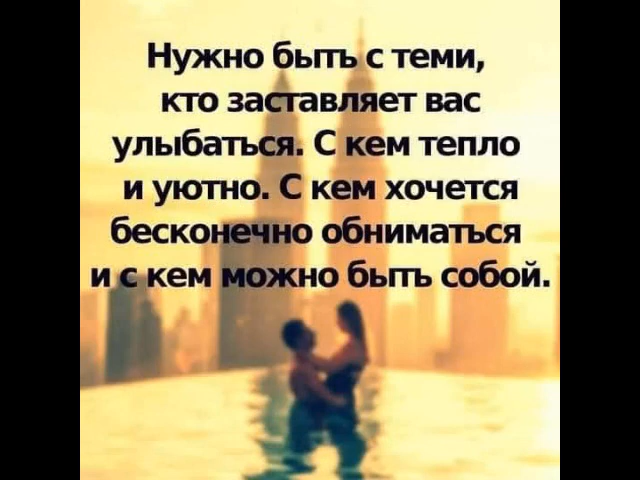 Нужно быть с теми,
кто заставляет вас
улыбаться. С кем тепло
и уютно. С кем хочется
бесконечно обниматься
и с кем можно быть собой.